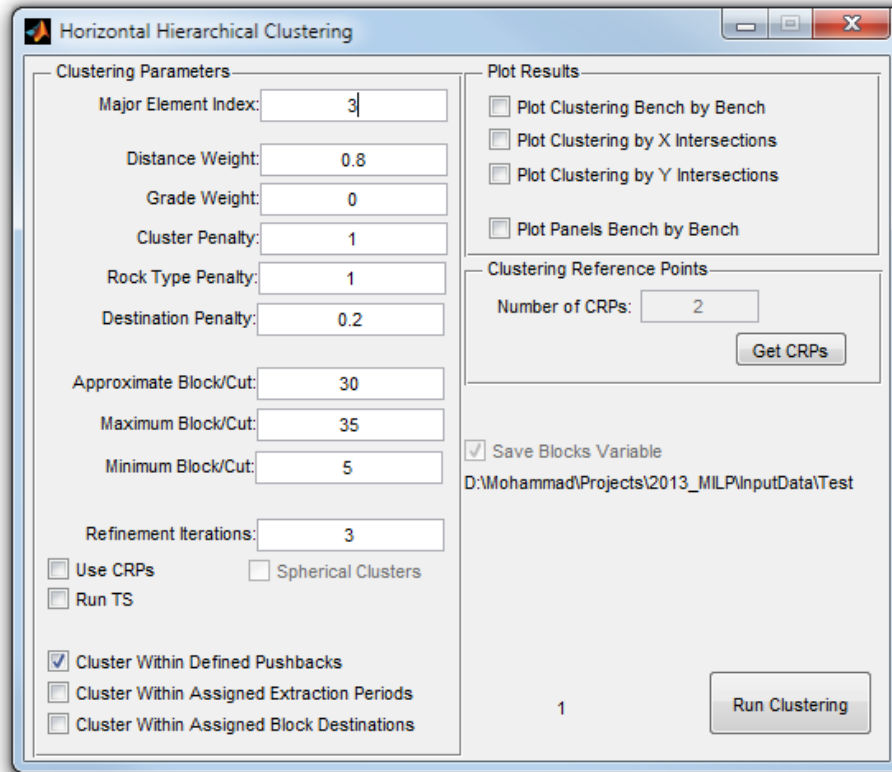 Horizontal Hierarchical Clustering
Clustering Parameters
Major Element Index: 3
Distance Weight: 0.8
Grade Weight: 0
Cluster Penalty: 1
Rock Type Penalty: 1
Destination Penalty: 0.2
Approximate Block/Cut: 30
Maximum Block/Cut: 35
Minimum Block/Cut: 5
Refinement Iterations: 3
Use CRPs Spherical Clusters
Run TS
Cluster Within Defined Pushbacks
Cluster Within Assigned Extraction Periods
Cluster Within Assigned Block Destinations
Plot Results
Plot Clustering Bench by Bench
Plot Clustering by X Intersections
Plot Clustering by Y Intersections
Plot Panels Bench by Bench
Clustering Reference Points
Number of CRPs: 2
Get CRPs
Save Blocks Variable
D:\Mohammad\Projects\2013_MILP\InputData\Test
1 Run Clustering